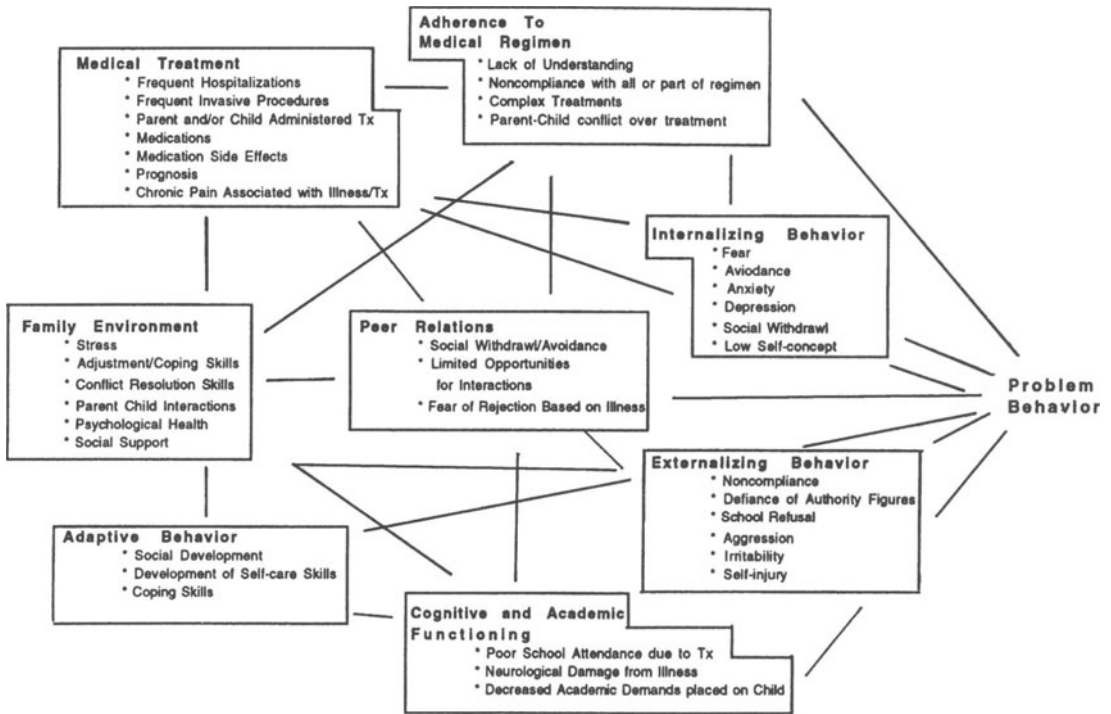 Adherence To
Medical Regimen
* Lack of Understanding
* Noncompliance with all or part of regimen
* Complex Treatments
* Parent-Child conflict over treatment
Medical Treatment
* Frequent Hospitalizations
* Frequent Invasive Procedures
* Parent and/or Child Administered Tx
* Medications
* Medication Side Effects
* Prognosis
* Chronic Pain Associated with Illness/Tx
Internalizing Behavior
* Fear
* Aviodance
* Anxiety
* Depression
* Social Withdrawl
* Low Self-concept
Family Environment
* Stress
* Adjustment/Coping Skills
* Conflict Resolution Skills
* Parent Child Interactions
* Psychological Health
* Social Support
Peer Relations
* Social Withdrawl/Avoidance
* Limited Opportunities
for Interactions
* Fear of Rejection Based on Illness
Problem
Behavior
Externalizing Behavior
* Noncompliance
* Defiance of Authority Figures
* School Refusal
* Aggression
* Irritability
* Self-injury
Adaptive Behavior
* Social Development
* Development of Self-care Skills
* Coping Skills
Cognitive and Academic
Functioning
* Poor School Attendance due to Tx
* Neurological Damage from Illness
* Decreased Academic Demands placed on Child